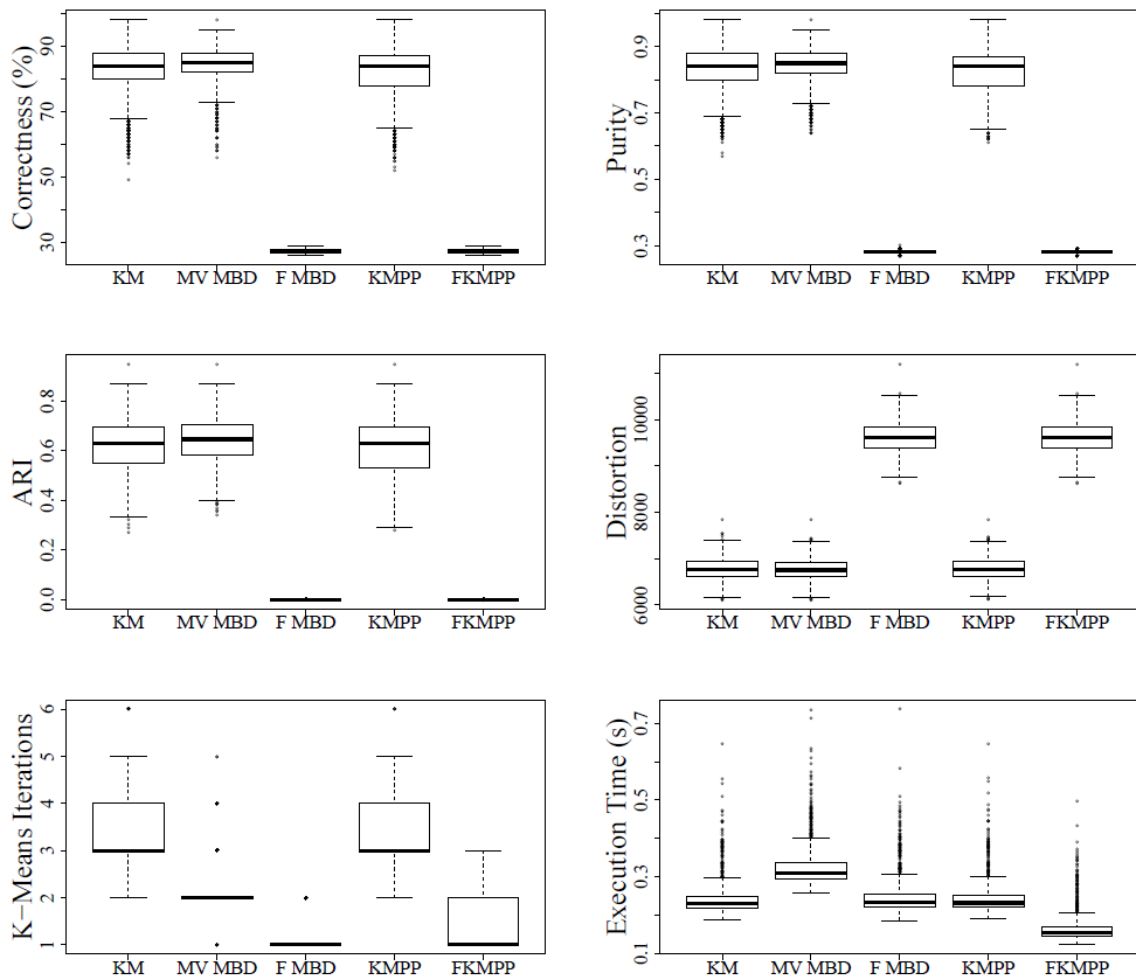 Correctness (%)
90
70
50
30
KM MV MBD F MBD KMPP FKMPP
Purity
0.9
0.7
0.5
0.3
KM MV MBD F MBD KMPP FKMPP
ARI
0.8
0.6
0.4
0.2
0.0
KM MV MBD F MBD KMPP FKMPP
Distortion
10000
8000
6000
KM MV MBD F MBD KMPP FKMPP
K-Means Iterations
6
5
4
3
2
1
KM MV MBD F MBD KMPP FKMPP
Execution Time (s)
0.7
0.5
0.3
0.1
KM MV MBD F MBD KMPP FKMPP